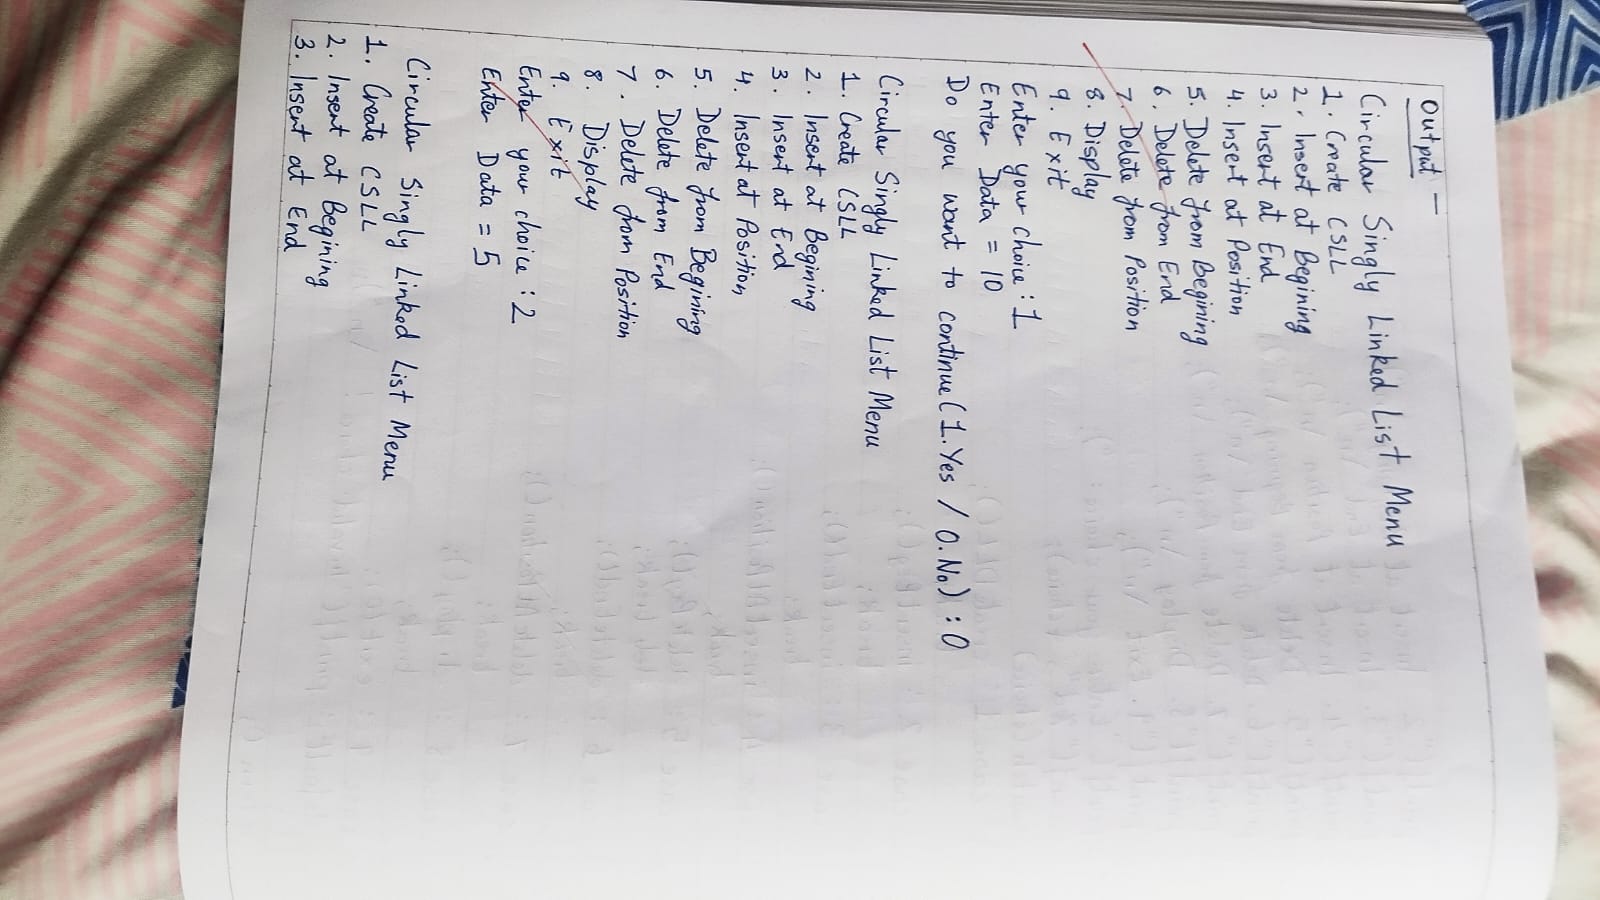 Output -
Circular Singly Linked List Menu
1. Create CSLL
2. Insert at Begining
3. Insert at End
4. Insert at Position
5. Delete from Begining
6. Delete from End
7. Delete from Position
8. Display
9. Exit
Enter your choice : 1
Enter Data = 10
Do you want to continue (1.Yes / 0.No) : 0
Circular Singly Linked List Menu
1. Create CSLL
2. Insert at Begining
3. Insert at End
4. Insert at Position
5. Delete from Begining
6. Delete from End
7. Delete from Position
8. Display
9. Exit
Enter your choice : 2
Enter Data = 5
Circular Singly Linked List Menu
1. Create CSLL
2. Insert at Begining
3. Insert at End